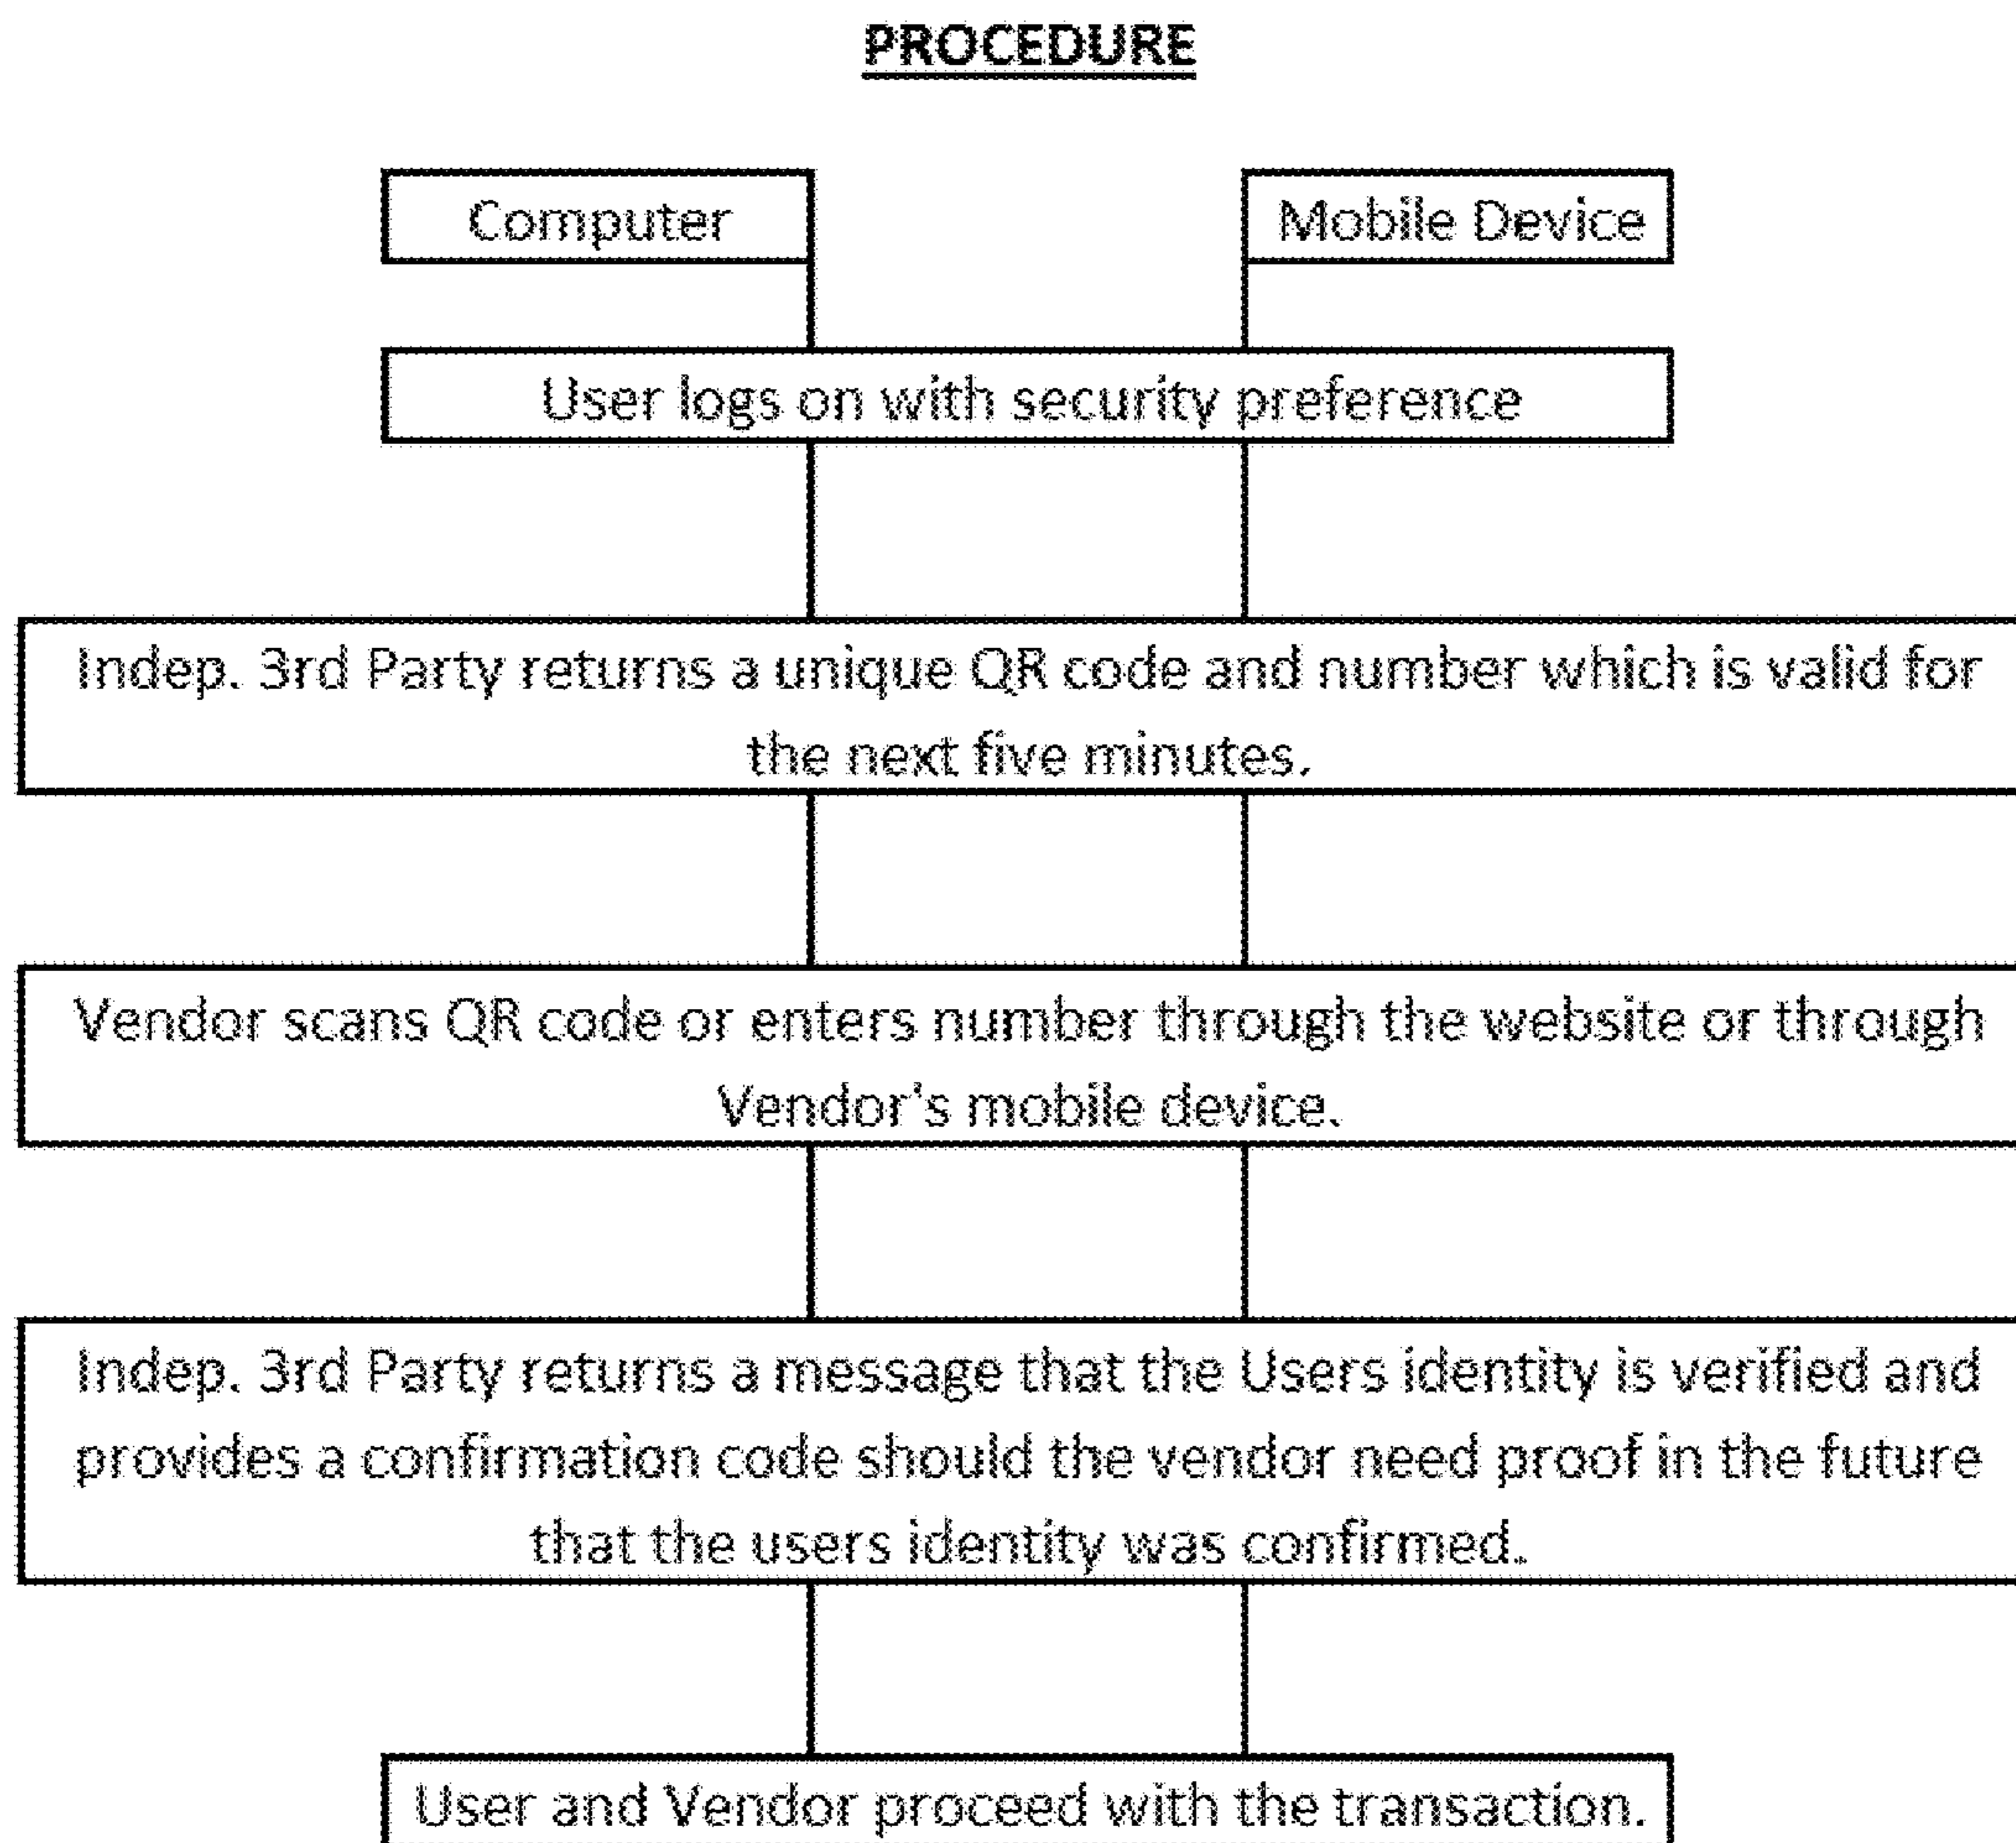 PROCEDURE
Computer
Mobile Device
User logs on with security preference
Indep. 3rd Party returns a unique QR code and number which is valid for
the next five minutes.
Vendor scans QR code or enters number through the website or through
Vendor's mobile device.
Indep. 3rd Party returns a message that the Users identity is verified and
provides a confirmation code should the vendor need proof in the future
that the users identity was confirmed.
User and Vendor proceed with the transaction.